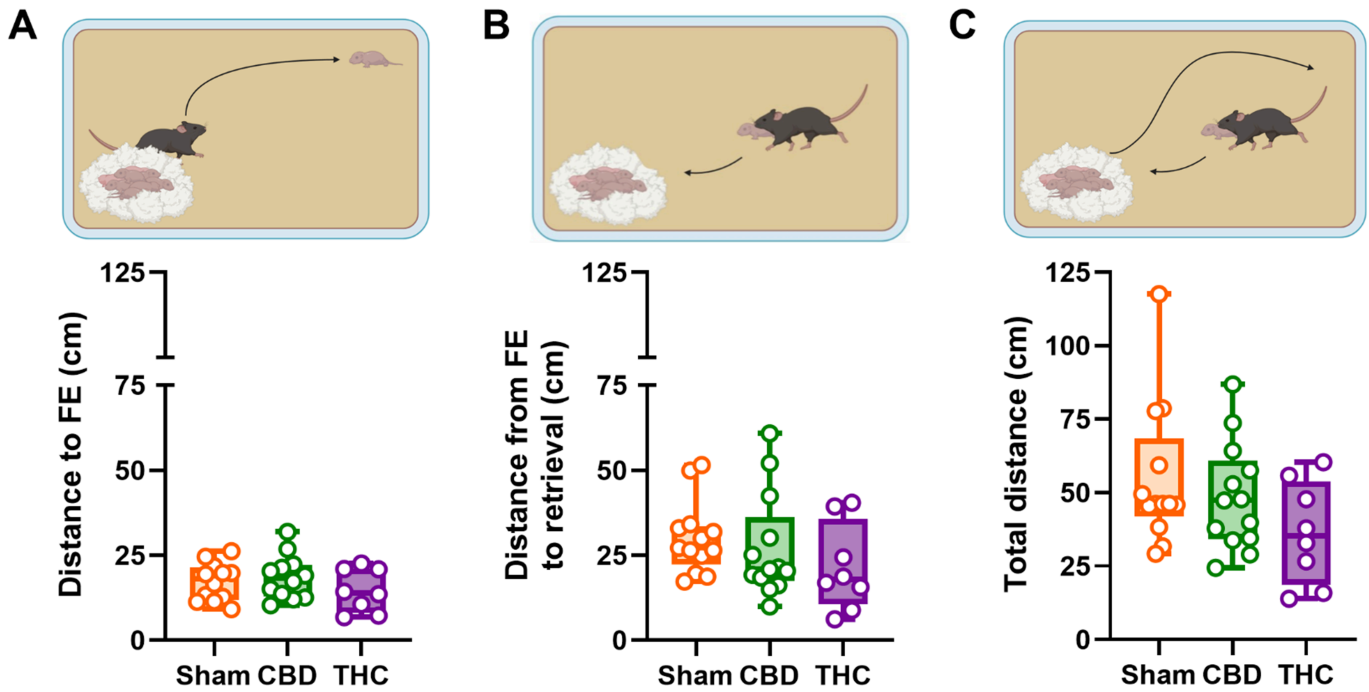 A
B
C
Distance to FE (cm)
125
75
50
25
0
Sham CBD THC
Distance from FE
to retrieval (cm)
125
75
50
25
0
Sham CBD THC
Total distance (cm)
125
100
75
50
25
0
Sham CBD THC